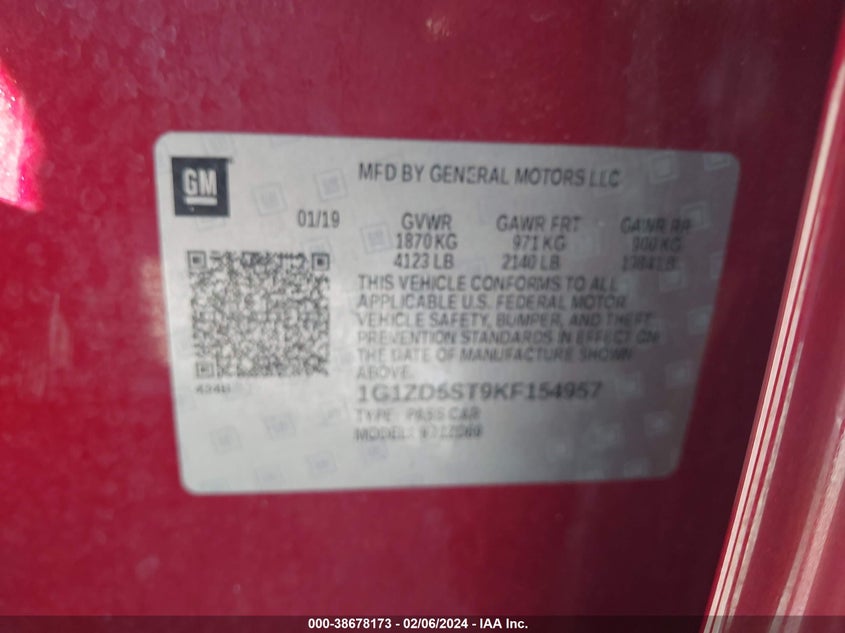 GM
MFD BY GENERAL MOTORS LLC
01/19 GVWR GAWR FRT GAWR RR
1870 KG 971 KG 900 KG
4123 LB 2140 LB 1984 LB
THIS VEHICLE CONFORMS TO ALL
APPLICABLE U.S. FEDERAL MOTOR
VEHICLE SAFETY, BUMPER, AND THEFT
PREVENTION STANDARDS IN EFFECT ON
THE DATE OF MANUFACTURE SHOWN
ABOVE.
1G1ZD5ST9KF154957
TYPE: PASS CAR
MODEL:
000-38678173 - 02/06/2024 - IAA Inc.